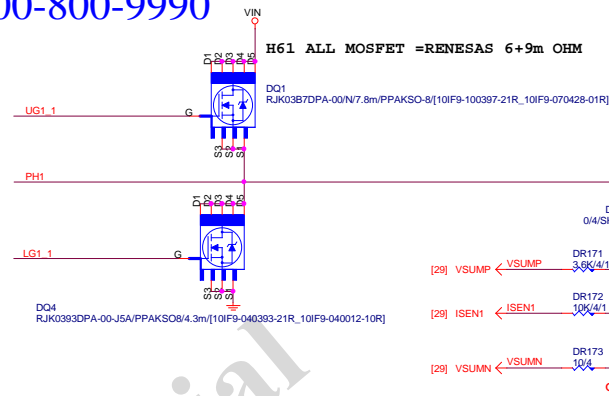 00-800-9990
VIN
H61 ALL MOSFET =RENESAS 6+9m OHM
D1
D2
D3
D4
D5
DQ1
RJK03B7DPA-00/N/7.8m/PPAKSO-8/[10IF9-100397-21R_10IF9-070428-01R]
UG1_1
G
S3
S2
S1
PH1
D1
D2
D3
D4
D5
LG1_1
G
S3
S2
S1
DQ4
RJK0393DPA-00-J5A/PPAKSO8/4.3m/[10IF9-040393-21R_10IF9-040012-10R]
D
0/4/SH
[29] VSUMP
VSUMP
DR171
3.6K/4/1
[29] ISEN1
ISEN1
DR172
10K/4/1
[29] VSUMN
VSUMN
DR173
10/4
ial